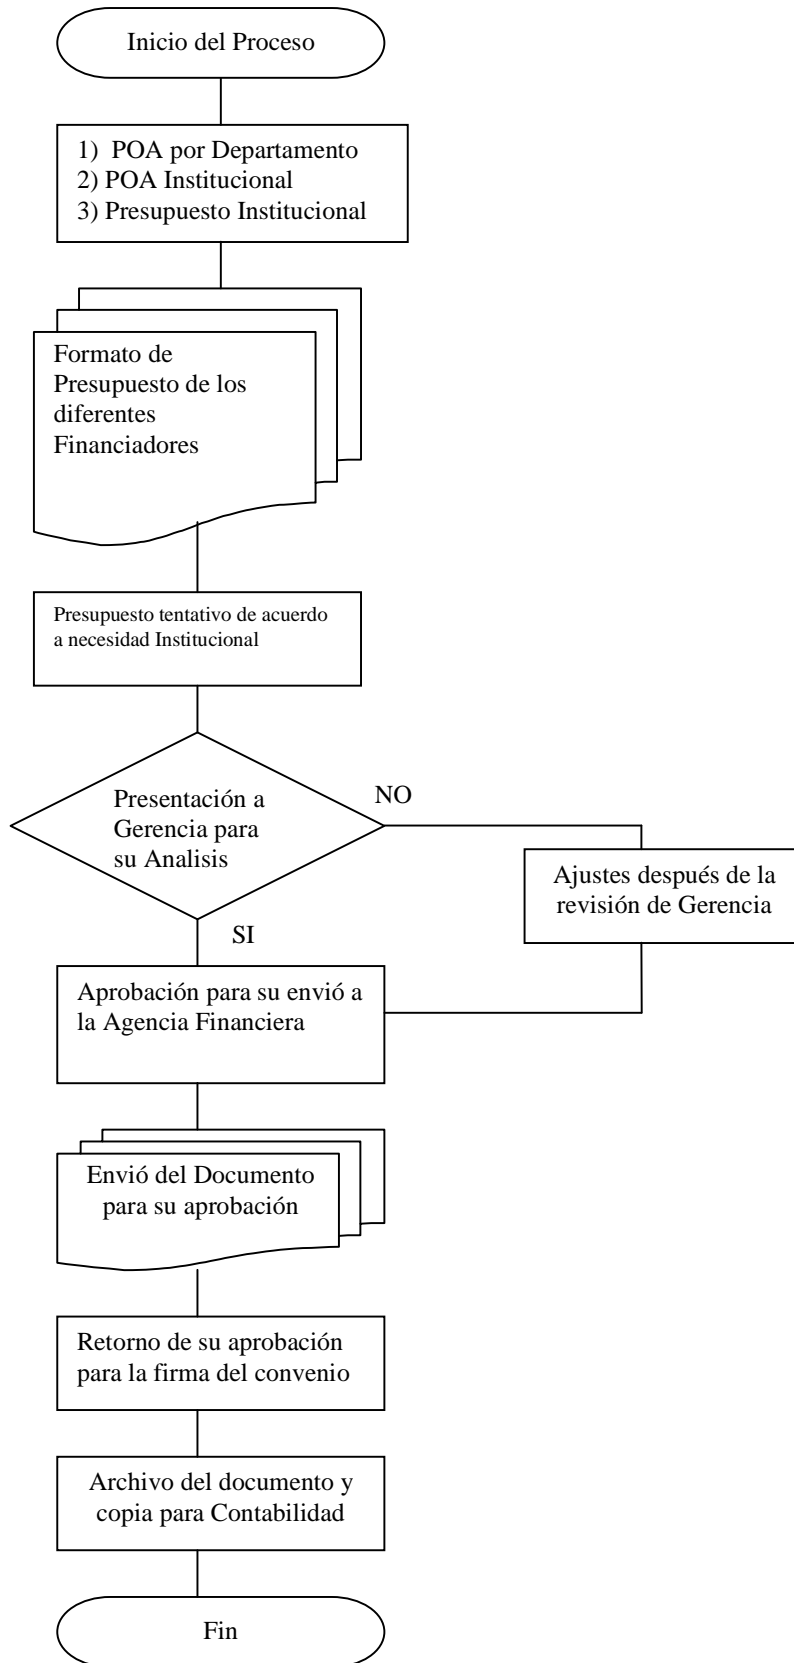 Inicio del Proceso
1) POA por Departamento
2) POA Institucional
3) Presupuesto Institucional
Formato de
Presupuesto de los
diferentes
Financiadores
Presupuesto tentativo de acuerdo
a necesidad Institucional
Presentación a
Gerencia para
su Analisis
NO
Ajustes después de la
revisión de Gerencia
SI
Aprobación para su envió a
la Agencia Financiera
Envió del Documento
para su aprobación
Retorno de su aprobación
para la firma del convenio
Archivo del documento y
copia para Contabilidad
Fin